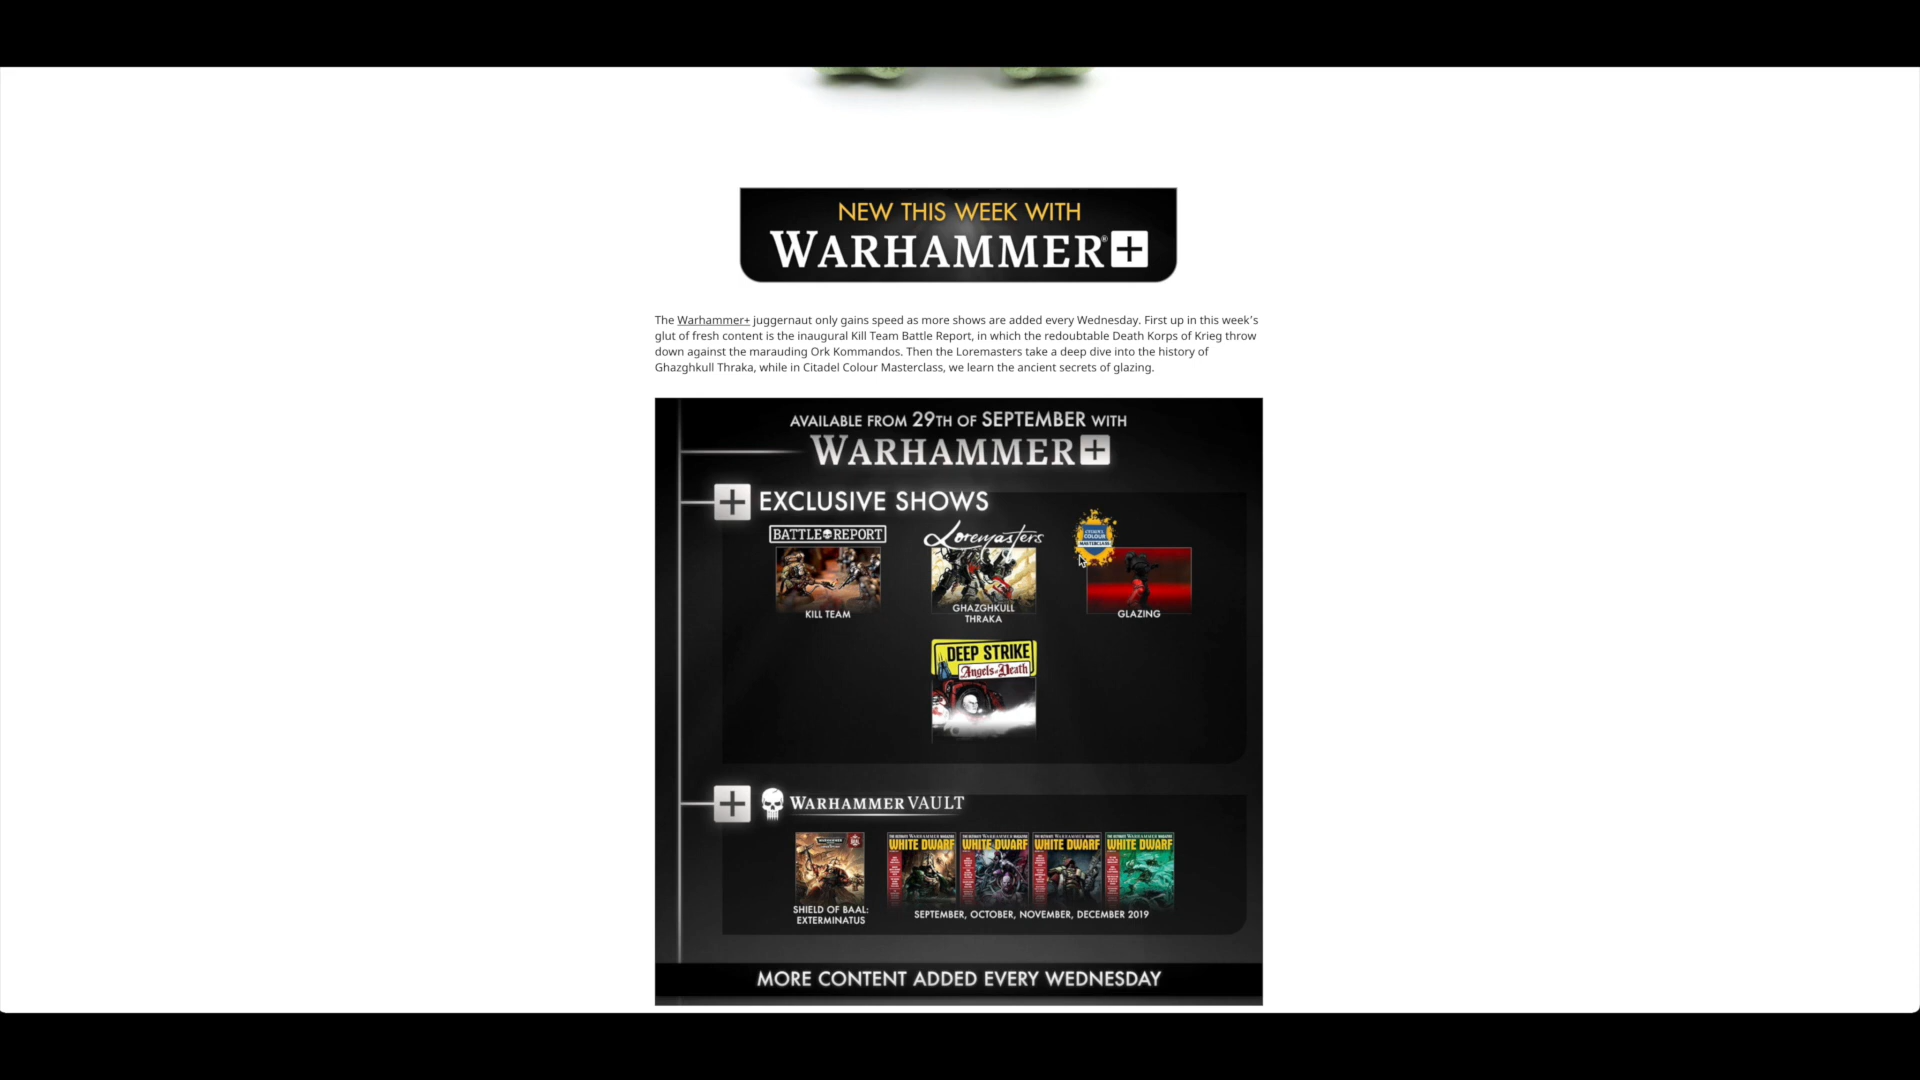 NEW THIS WEEK WITH
WARHAMMER®+
The Warhammer+ juggernaut only gains speed as more shows are added every Wednesday. First up in this week’s
glut of fresh content is the inaugural Kill Team Battle Report, in which the redoubtable Death Korps of Krieg throw
down against the marauding Ork Kommandos. Then the Loremasters take a deep dive into the history of
Ghazghkull Thraka, while in Citadel Colour Masterclass, we learn the ancient secrets of glazing.
AVAILABLE FROM 29TH OF SEPTEMBER WITH
WARHAMMER+
EXCLUSIVE SHOWS
BATTLE REPORT
Loremasters
CITADEL
COLOUR
MASTERCLASS
KILL TEAM
GHAZGHKULL
THRAKA
GLAZING
DEEP STRIKE
Angels of Death
WARHAMMER VAULT
WHITE DWARF
WHITE DWARF
WHITE DWARF
WHITE DWARF
SHIELD OF BAAL:
EXTERMINATUS
SEPTEMBER, OCTOBER, NOVEMBER, DECEMBER 2019
MORE CONTENT ADDED EVERY WEDNESDAY